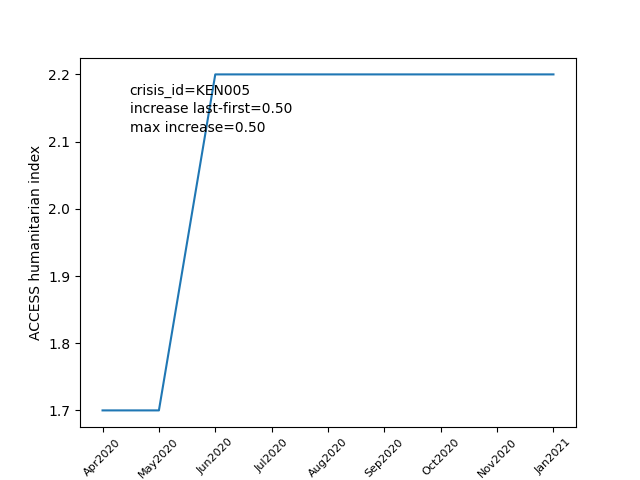 crisis_id=KEN005
increase last-first=0.50
max increase=0.50
ACCESS humanitarian index
2.2
2.1
2.0
1.9
1.8
1.7
Apr2020
May2020
Jun2020
Jul2020
Aug2020
Sep2020
Oct2020
Nov2020
Jan2021